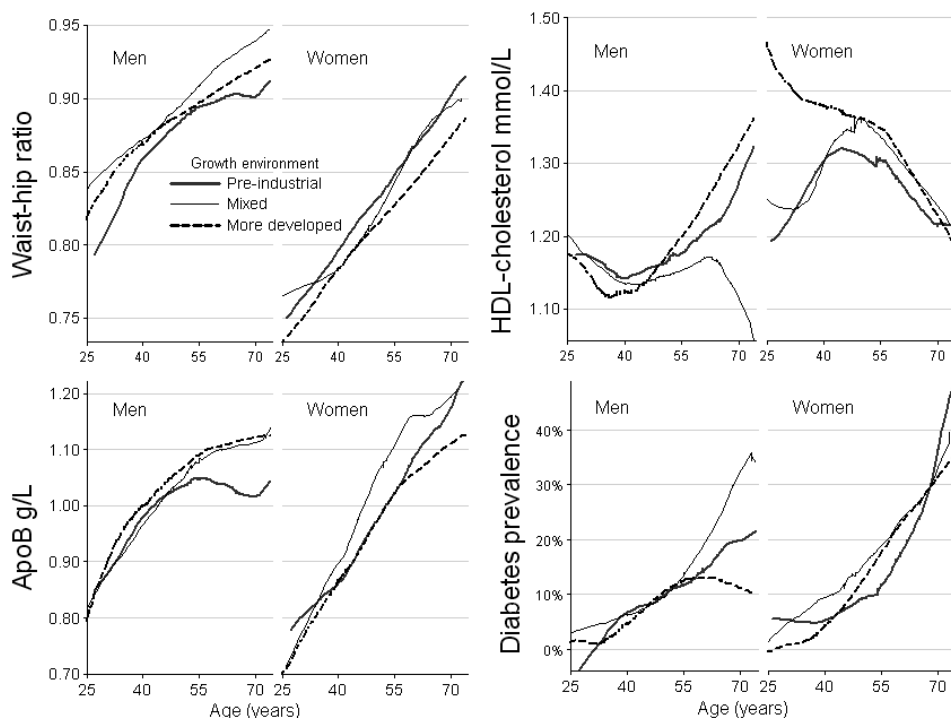 Waist-hip ratio
0.95
0.90
0.85
0.80
0.75
Men
Women
Growth environment
Pre-industrial
Mixed
More developed
25 40 55 70 25 40 55 70
HDL-cholesterol mmol/L
1.50
1.40
1.30
1.20
1.10
Men
Women
25 40 55 70 25 40 55 70
ApoB g/L
1.20
1.10
1.00
0.90
0.80
0.70
Men
Women
25 40 55 70 25 40 55 70
Age (years)
Diabetes prevalence
40%
30%
20%
10%
0%
Men
Women
25 40 55 70 25 40 55 70
Age (years)